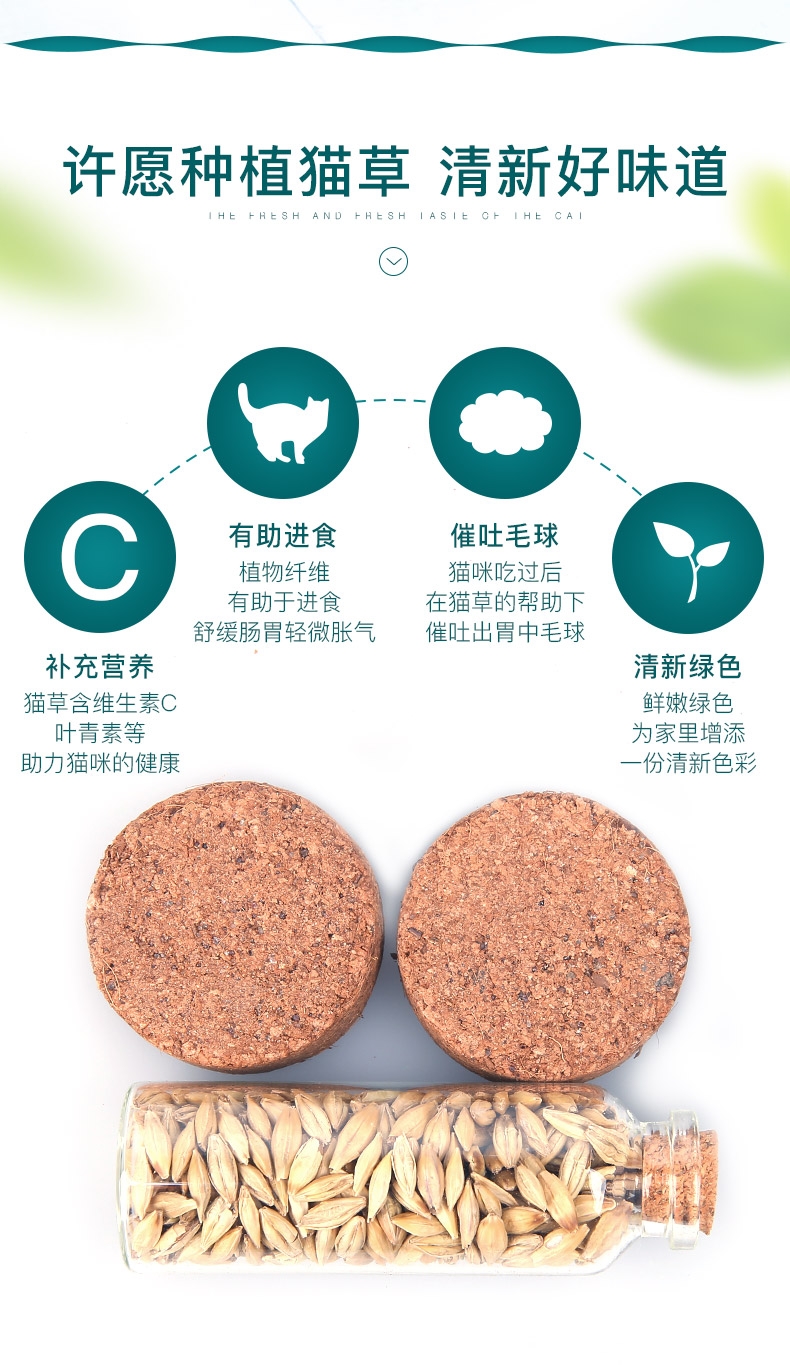 许愿种植猫草 清新好味道
THE FRESH AND FRESH TASTE OF THE CAT
C
补充营养
猫草含维生素C
叶青素等
助力猫咪的健康
有助进食
植物纤维
有助于进食
舒缓肠胃轻微胀气
催吐毛球
猫咪吃过后
在猫草的帮助下
催吐出胃中毛球
清新绿色
鲜嫩绿色
为家里增添
一份清新色彩